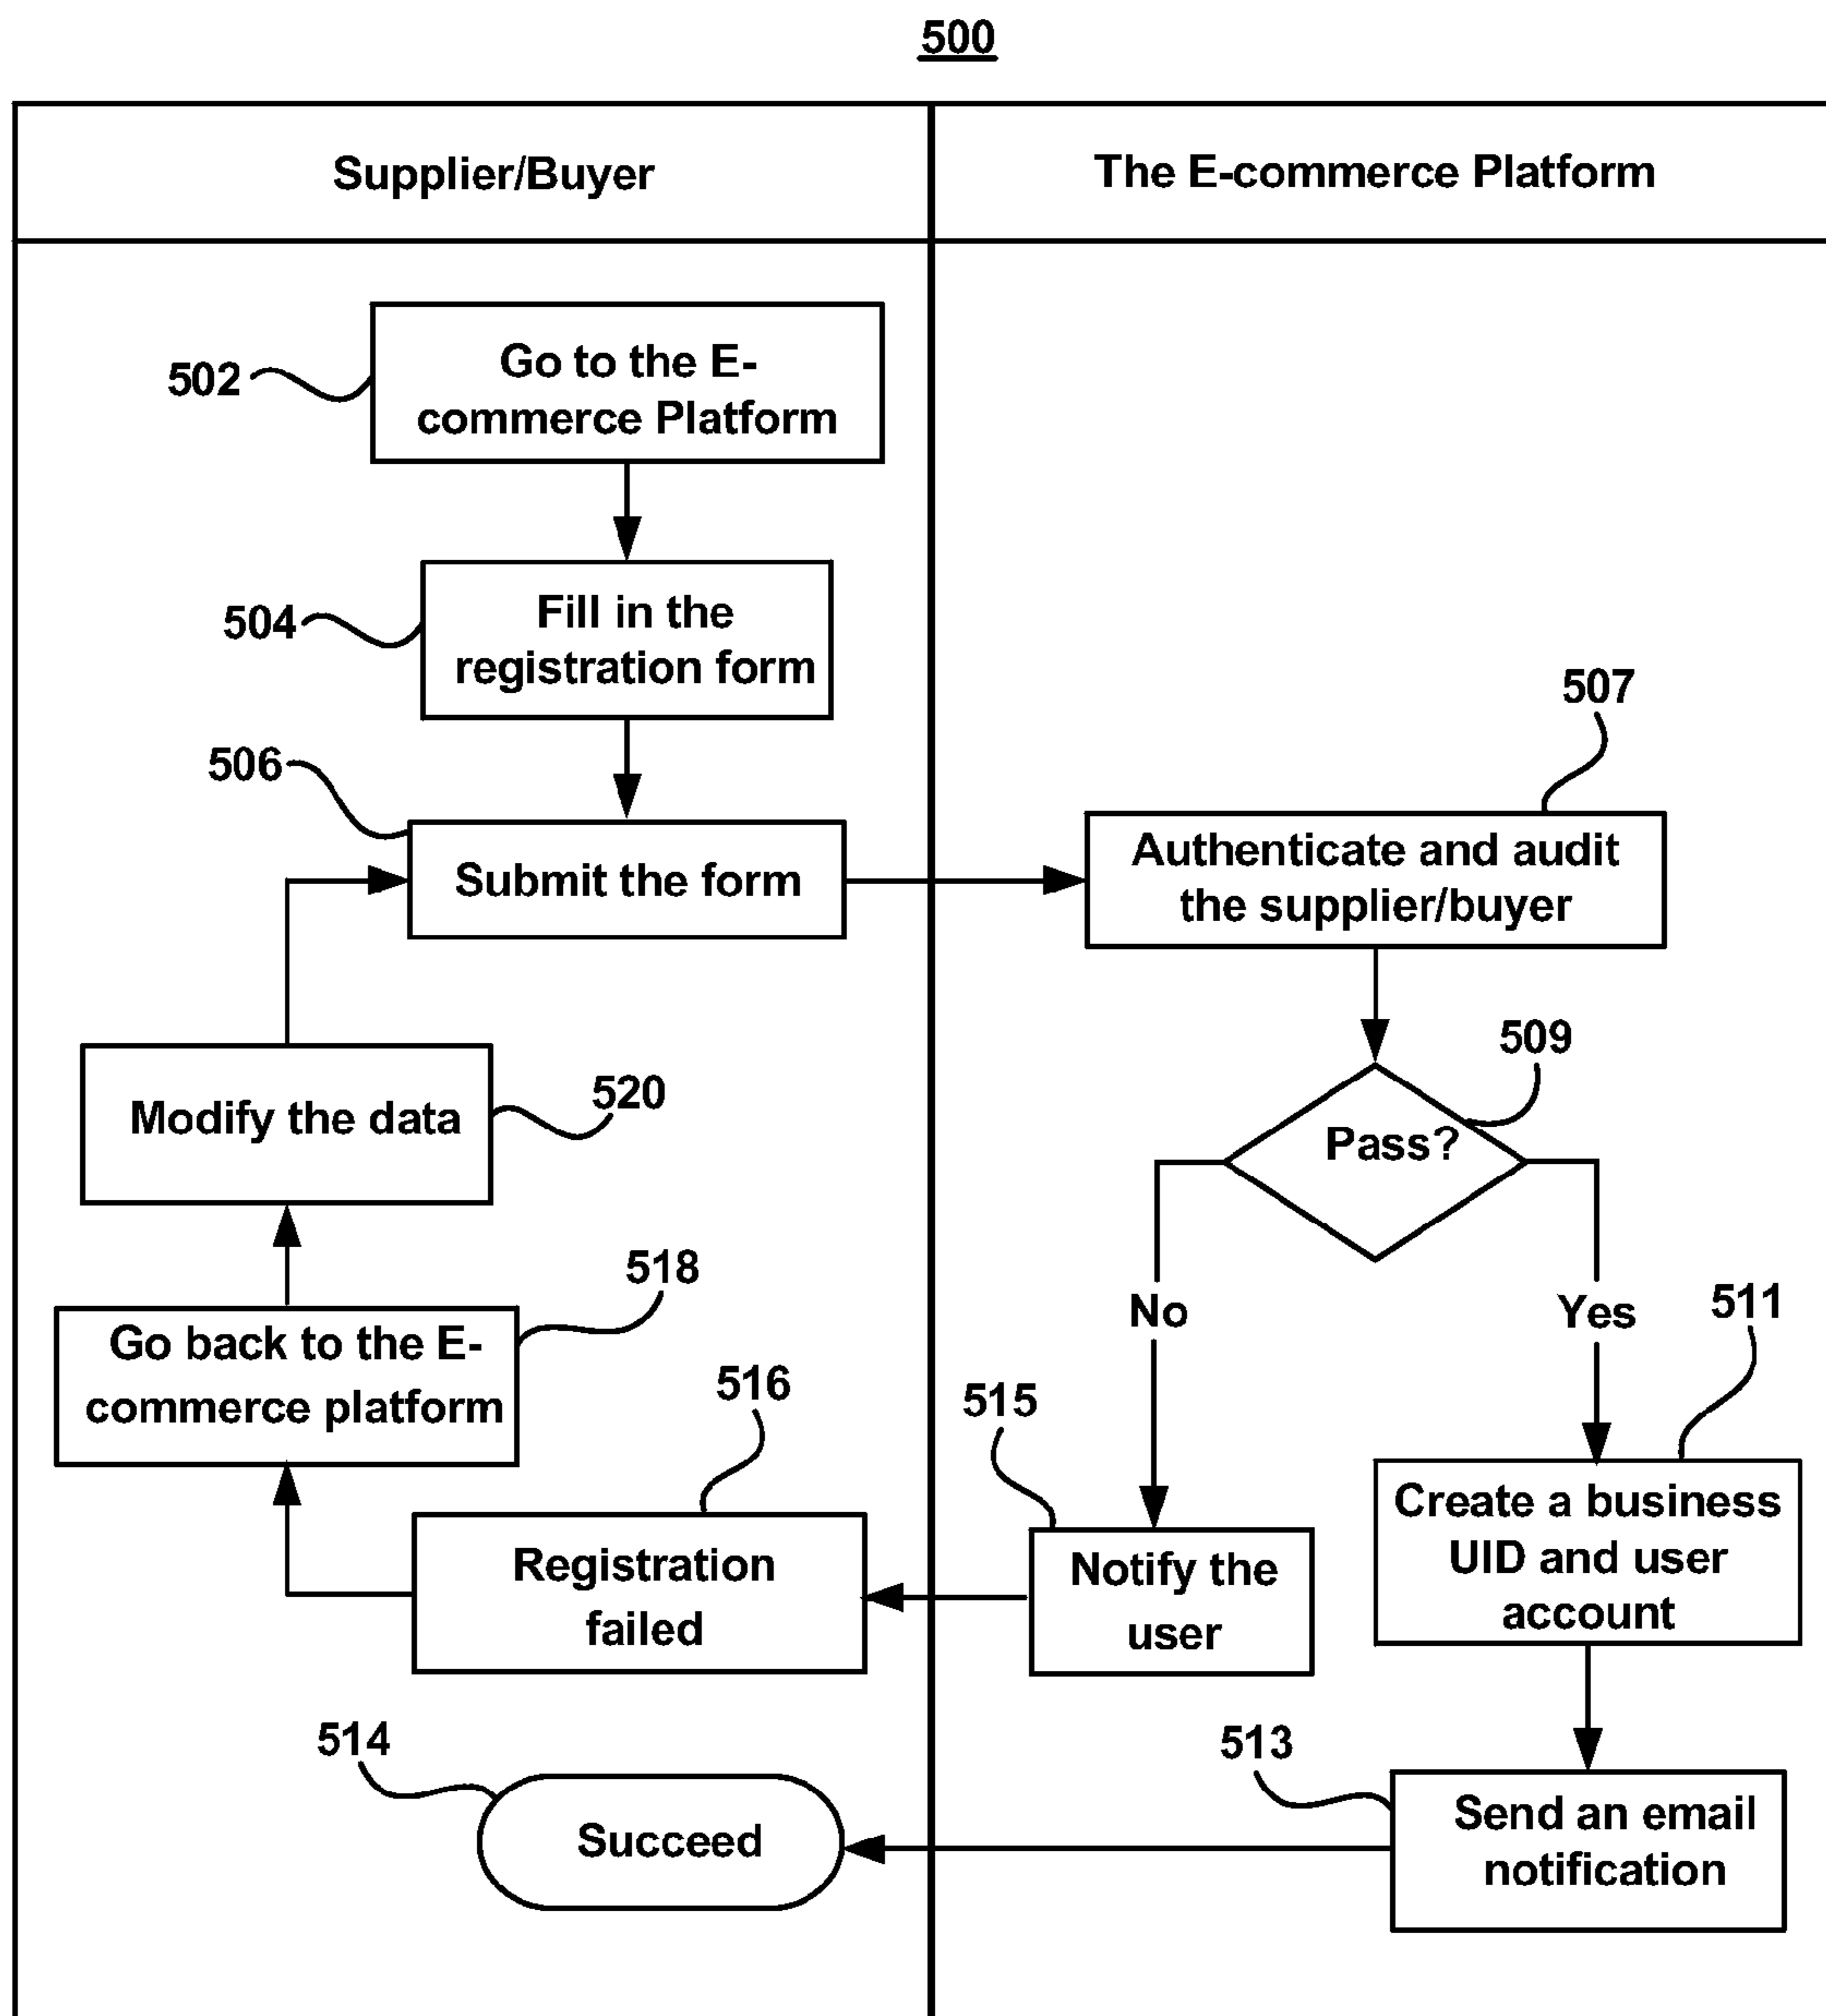 500
Supplier/Buyer
The E-commerce Platform
502
Go to the E-
commerce Platform
504
Fill in the
registration form
506
Submit the form
507
Authenticate and audit
the supplier/buyer
509
Pass?
No
Yes
520
Modify the data
518
Go back to the E-
commerce platform
516
Registration
failed
515
Notify the
user
511
Create a business
UID and user
account
514
Succeed
513
Send an email
notification